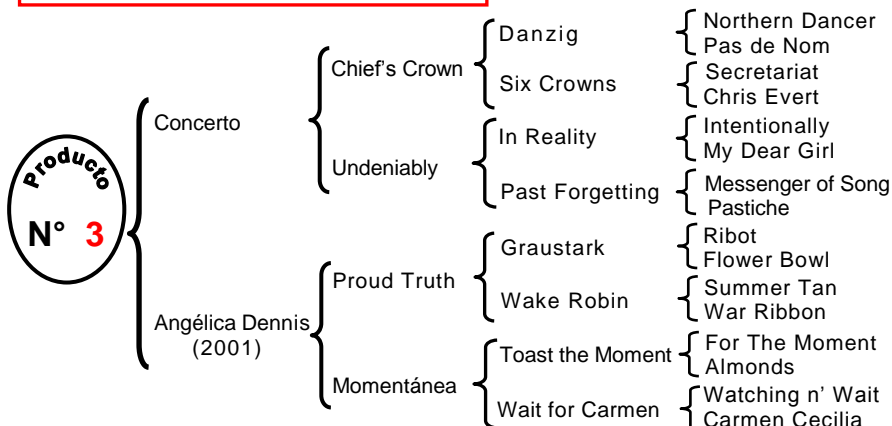 Producto
N° 3
Concerto
Angélica Dennis
(2001)
Chief's Crown
Undeniably
Proud Truth
Momentánea
Danzig
Six Crowns
In Reality
Past Forgetting
Graustark
Wake Robin
Toast the Moment
Wait for Carmen
Northern Dancer
Pas de Nom
Secretariat
Chris Evert
Intentionally
My Dear Girl
Messenger of Song
Pastiche
Ribot
Flower Bowl
Summer Tan
War Ribbon
For The Moment
Almonds
Watching n' Wait
Carmen Cecilia